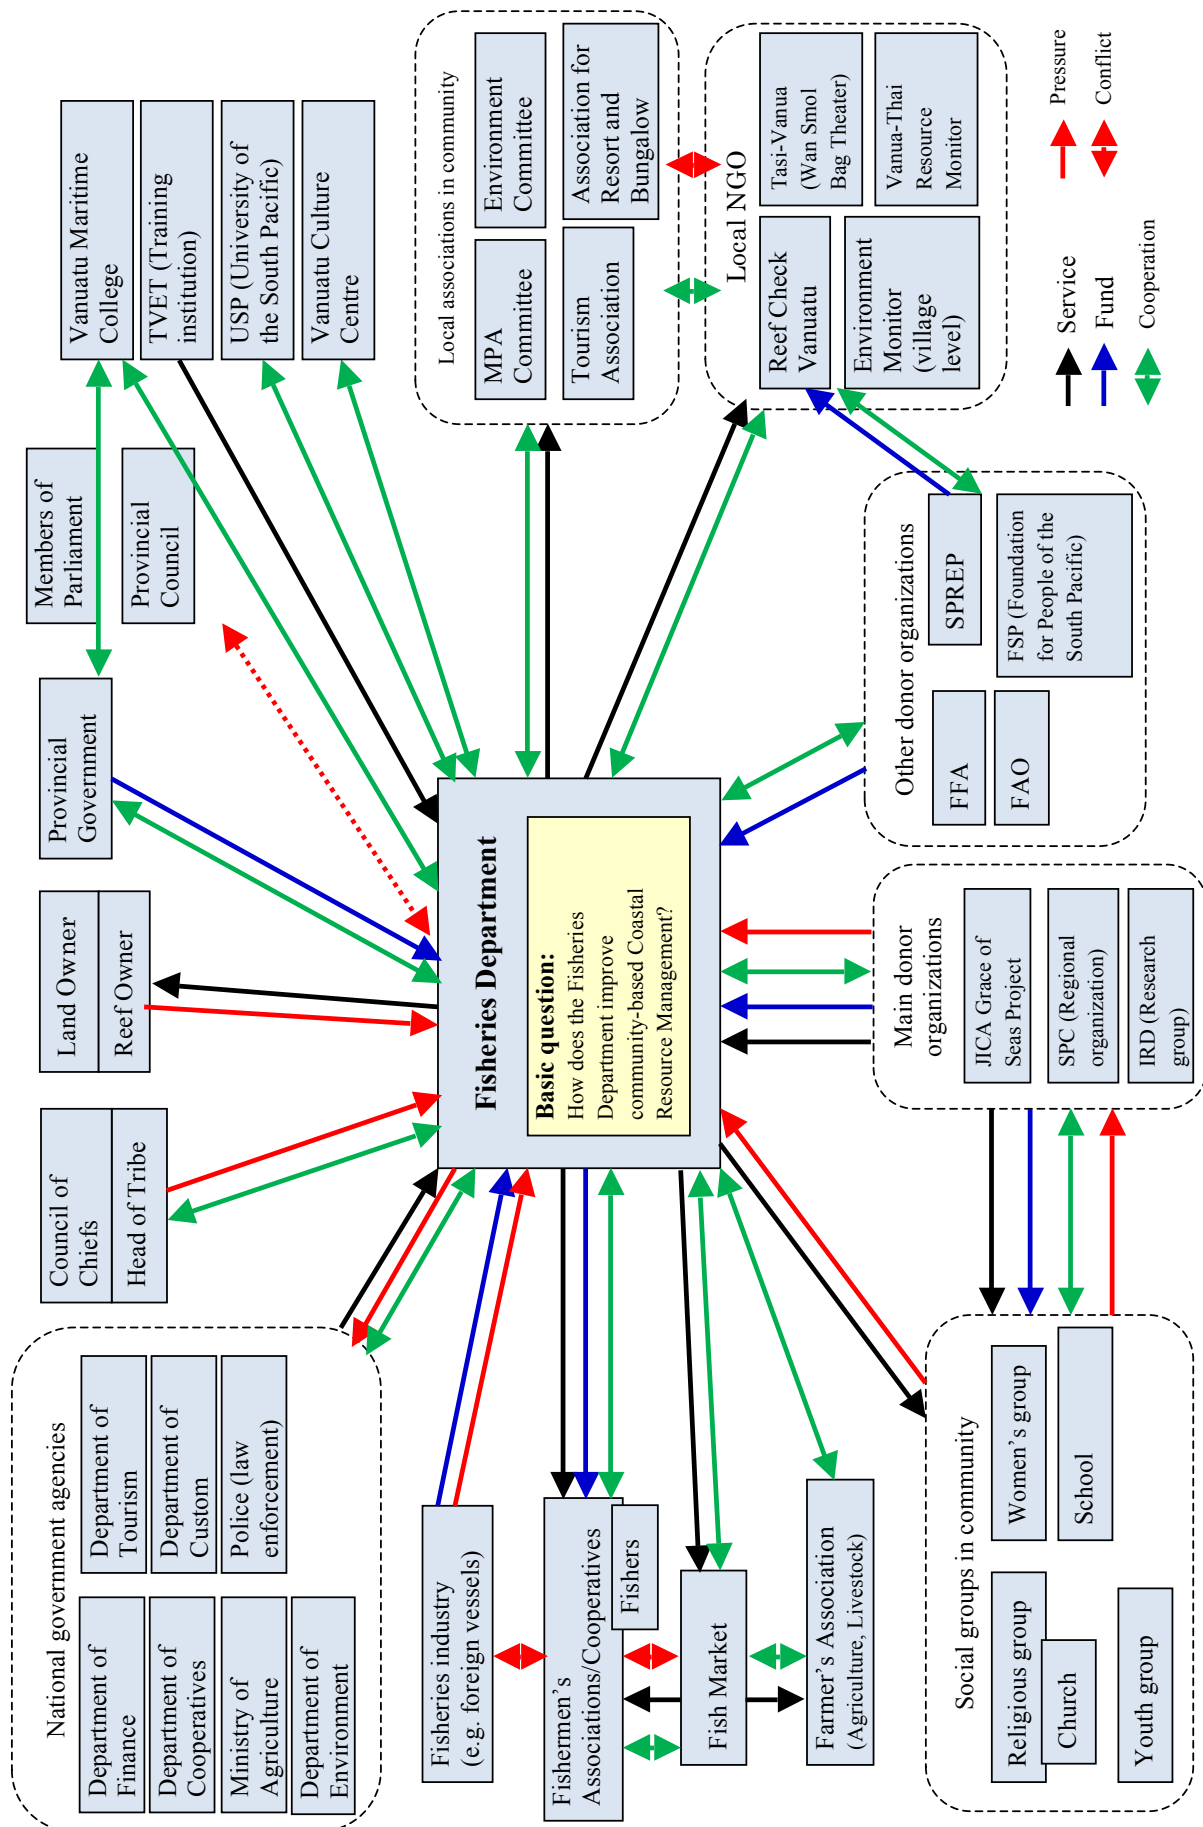 National government agencies
Department of
Finance
Department of
Cooperatives
Ministry of
Agriculture
Department of
Environment
Department of
Tourism
Department of
Custom
Police (law
enforcement)
Council of
Chiefs
Head of Tribe
Land Owner
Reef Owner
Provincial
Government
Members of
Parliament
Provincial
Council
Vanuatu Maritime
College
TVET (Training
institution)
USP (University of
the South Pacific)
Vanuatu Culture
Centre
Fisheries industry
(e.g. foreign vessels)
Fishermen's
Associations/Cooperatives
Fishers
Fish Market
Farmer's Association
(Agriculture, Livestock)
Fisheries Department
Basic question:
How does the Fisheries
Department improve
community-based Coastal
Resource Management?
Local associations in community
MPA
Committee
Environment
Committee
Tourism
Association
Association for
Resort and
Bungalow
Local NGO
Reef Check
Vanuatu
Tasi-Vanua
(Wan Smol
Bag Theater)
Environment
Monitor
(village
level)
Vanua-Thai
Resource
Monitor
Social groups in community
Religious group
Church
Women's group
School
Youth group
Main donor
organizations
JICA Grace of
Seas Project
SPC (Regional
organization)
IRD (Research
group)
Other donor organizations
FFA
SPREP
FAO
FSP (Foundation
for People of the
South Pacific)
Service
Fund
Cooperation
Pressure
Conflict